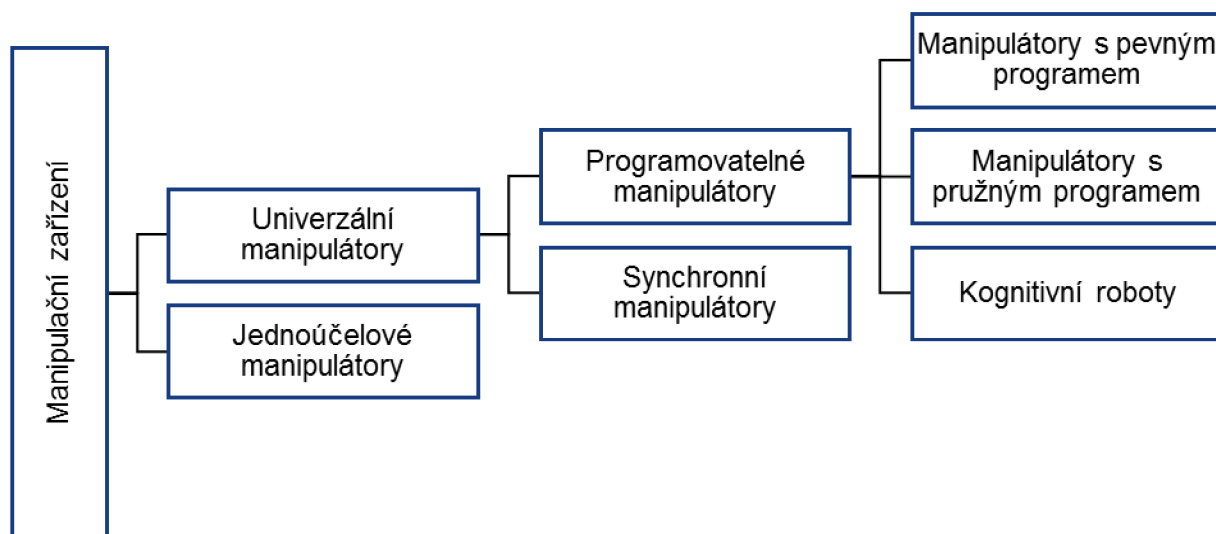 Manipulační zařízení
Univerzální
manipulátory
Jednoúčelové
manipulátory
Programovatelné
manipulátory
Synchronní
manipulátory
Manipulátory s pevným
programem
Manipulátory s
pružným programem
Kognitivní roboty